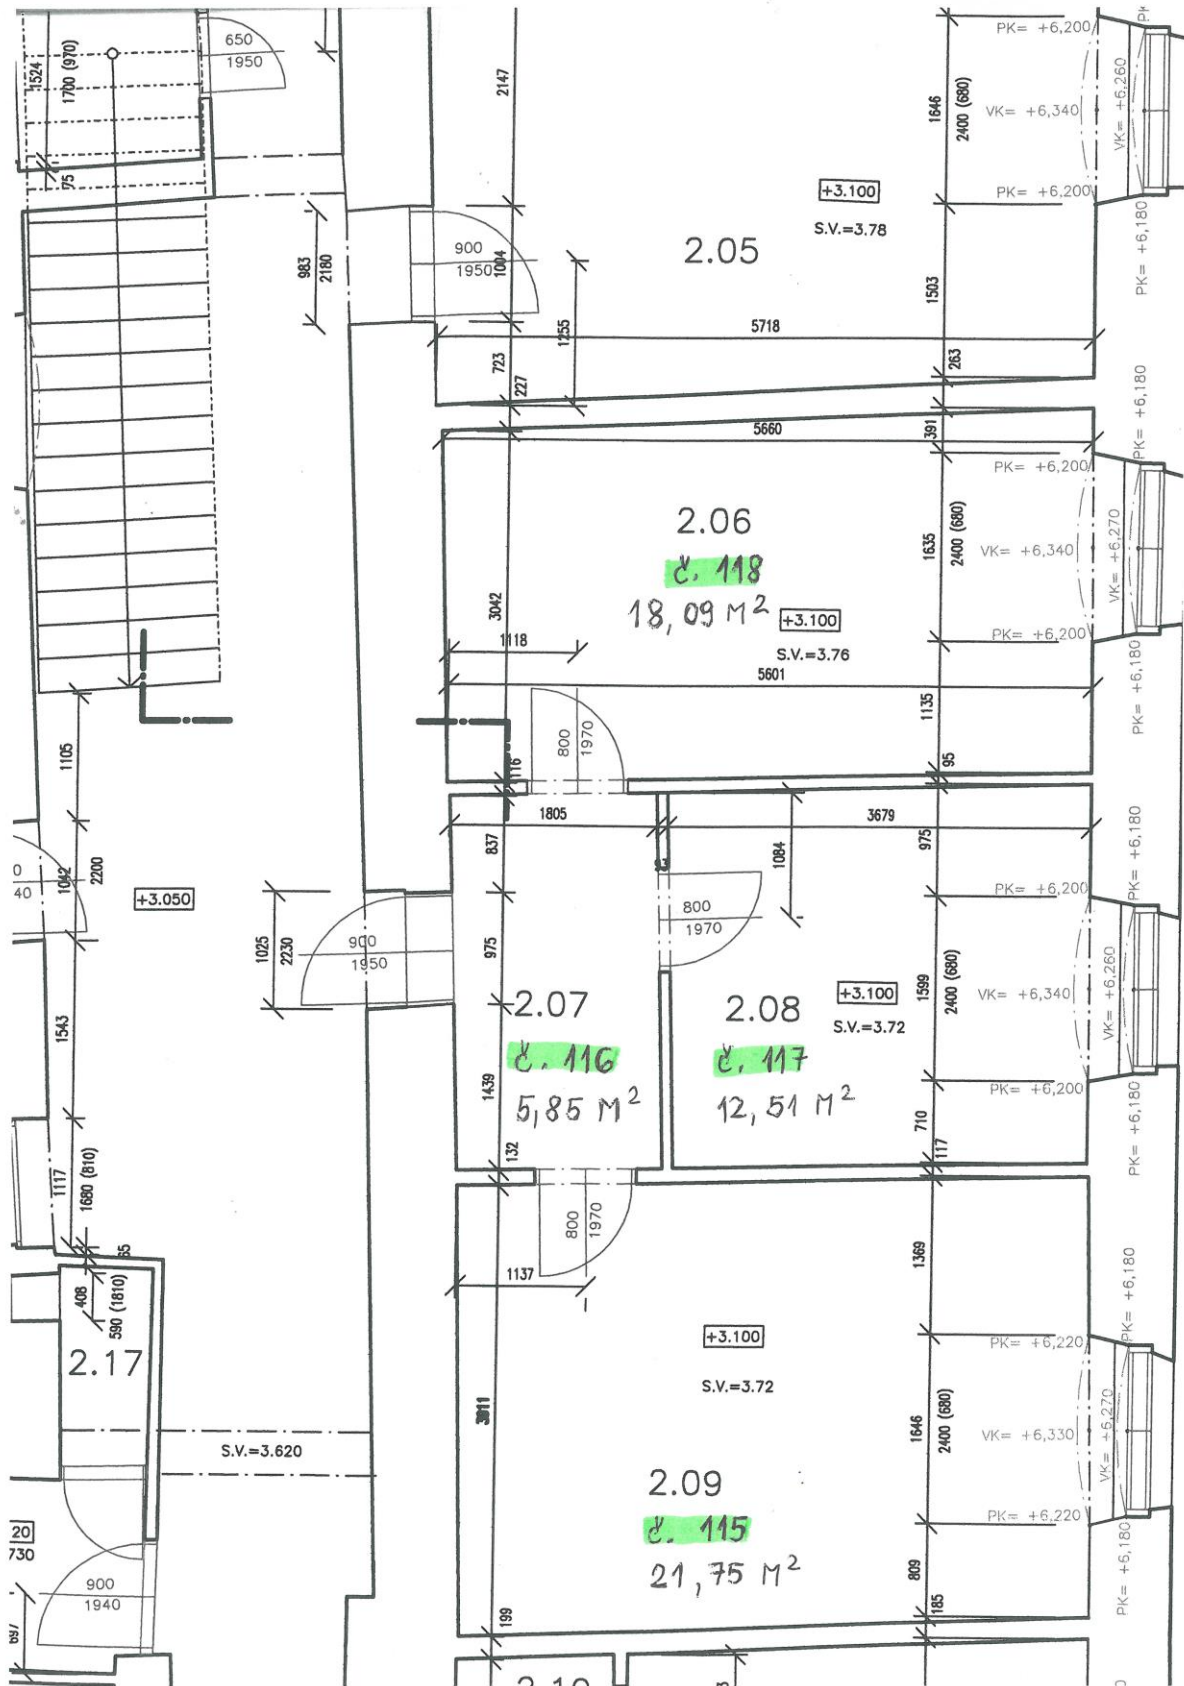 650
1950
1524
1700 (970)
75
2147
1646
2400 (680)
PK= +6,200
VK= +6,340
VK= +6,260
PK= +6,200
PK= +6,180
+3.100
S.V.=3.78
2.05
983
2180
900
1950
1004
1255
1503
5718
723
227
263
PK= +6,180
5660
391
PK= +6,200
2.06
č. 118
18,09 M²
+3.100
S.V.=3.76
1635
2400 (680)
VK= +6,340
VK= +6,270
PK= +6,200
PK= +6,180
3042
1118
5601
1135
800
1970
116
95
1105
1805
3679
837
975
1084
PK= +6,180
0
40
1042
2200
+3.050
PK= +6,200
800
1970
1025
2230
900
1950
975
2.07
č. 116
5,85 M²
2.08
č. 117
12,51 M²
+3.100
S.V.=3.72
1599
2400 (680)
VK= +6,340
VK= +6,260
PK= +6,200
PK= +6,180
1543
1439
710
132
117
1117
1680 (810)
65
800
1970
1137
1369
PK= +6,180
408
590 (1810)
2.17
+3.100
S.V.=3.72
PK= +6,220
S.V.=3.620
1646
2400 (680)
VK= +6,330
VK= +6,270
PK= +6,220
PK= +6,180
2.09
č. 115
21,75 M²
20
730
900
1940
697
809
199
185